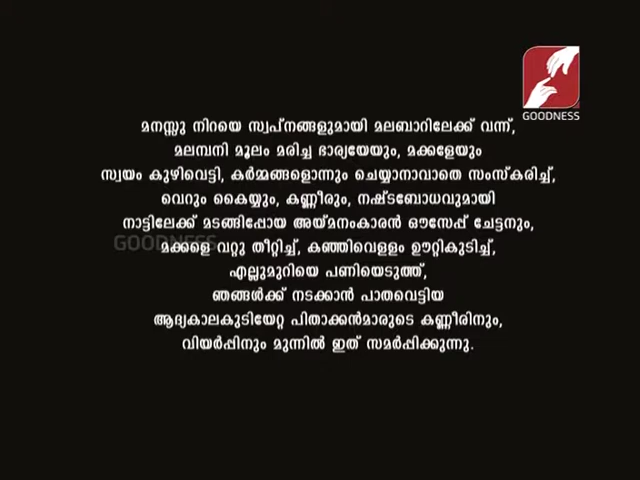 GOODNESS
മനസ്സു നിറയെ സ്വപ്നങ്ങളുമായി മലബാറിലേക്ക് വന്ന്,
മലമ്പനി മൂലം മരിച്ച ഭാര്യയേയും, മക്കളേയും
സ്വയം കുഴിവെട്ടി, കർമ്മങ്ങളൊന്നും ചെയ്യാനാവാതെ സംസ്കരിച്ച്,
വെറും കൈയ്യും, കണ്ണീരും, നഷ്ടബോധവുമായി
നാട്ടിലേക്ക് മടങ്ങിപ്പോയ അയ്മനംകാരൻ ഔസേപ്പ് ചേട്ടനും,
GOODNESS
മക്കളെ വറ്റു തീറ്റിച്ച്, കഞ്ഞിവെള്ളം ഊറ്റികുടിച്ച്,
എല്ലുമുറിയെ പണിയെടുത്ത്,
ഞങ്ങൾക്ക് നടക്കാൻ പാതവെട്ടിയ
ആദ്യകാലകുടിയേറ്റ പിതാക്കൻമാരുടെ കണ്ണീരിനും,
വിയർപ്പിനും മുന്നിൽ ഇത് സമർപ്പിക്കുന്നു.